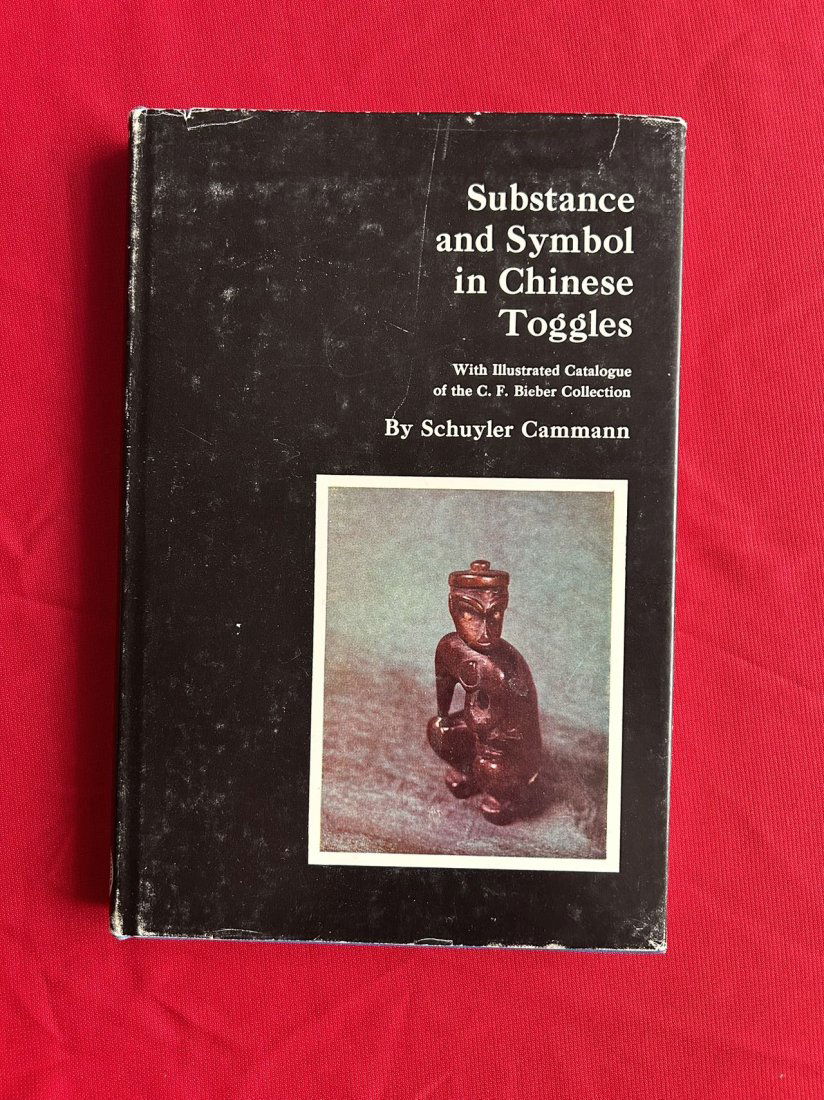 Substance
and Symbol
in Chinese
Toggles
With Illustrated Catalogue
of the C. F. Bieber Collection
By Schuyler Cammann